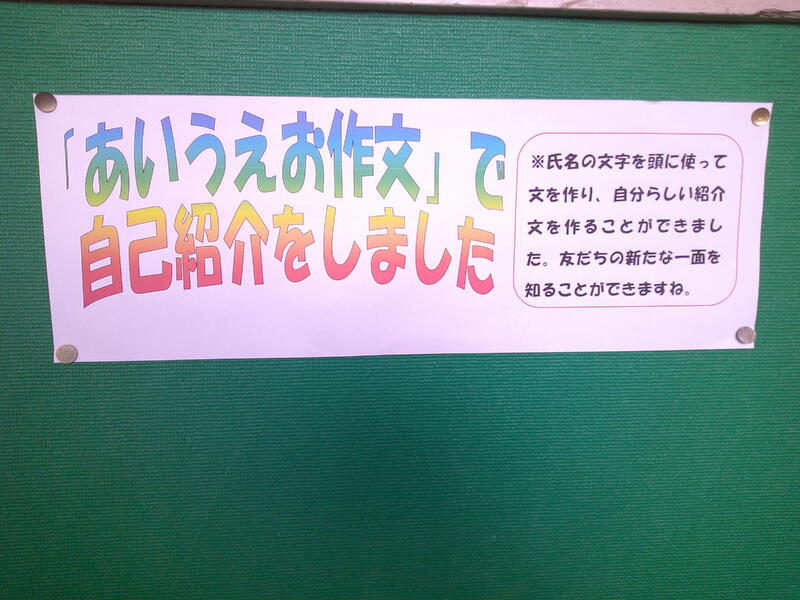 「あいうえお作文」で
自己紹介をしました
※氏名の文字を頭に使って
文を作り、自分らしい紹介
文を作ることができまし
た。友だちの新たな一面を
知ることができますね。